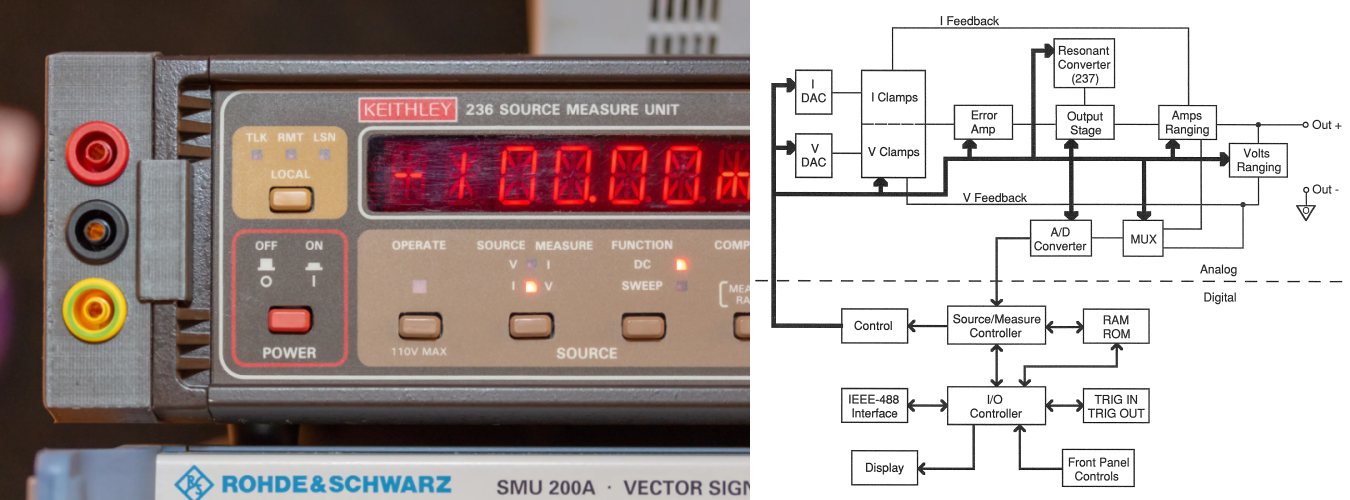 KEITHLEY 236 SOURCE MEASURE UNIT
TLK RMT LSN
LOCAL
+ 1 00.00
OFF ON
O I
POWER
OPERATE
110V MAX
SOURCE MEASURE
V I
I V
SOURCE
FUNCTION
DC
SWEEP
COMP
MEA
RA
ROHDE & SCHWARZ
SMU 200A · VECTOR SIGN
I Feedback
Resonant
Converter
(237)
I
DAC
I Clamps
Error
Amp
Output
Stage
Amps
Ranging
Out +
V
DAC
V Clamps
Volts
Ranging
V Feedback
Out -
O
A/D
Converter
MUX
Analog
Digital
Control
Source/Measure
Controller
RAM
ROM
IEEE-488
Interface
I/O
Controller
TRIG IN
TRIG OUT
Display
Front Panel
Controls